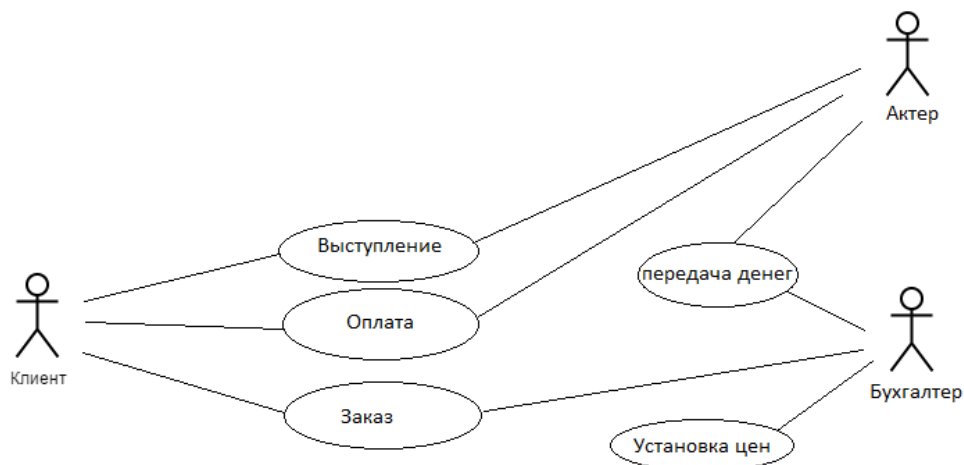 Актер
Выступление
передача денег
Оплата
Клиент
Бухгалтер
Заказ
Установка цен